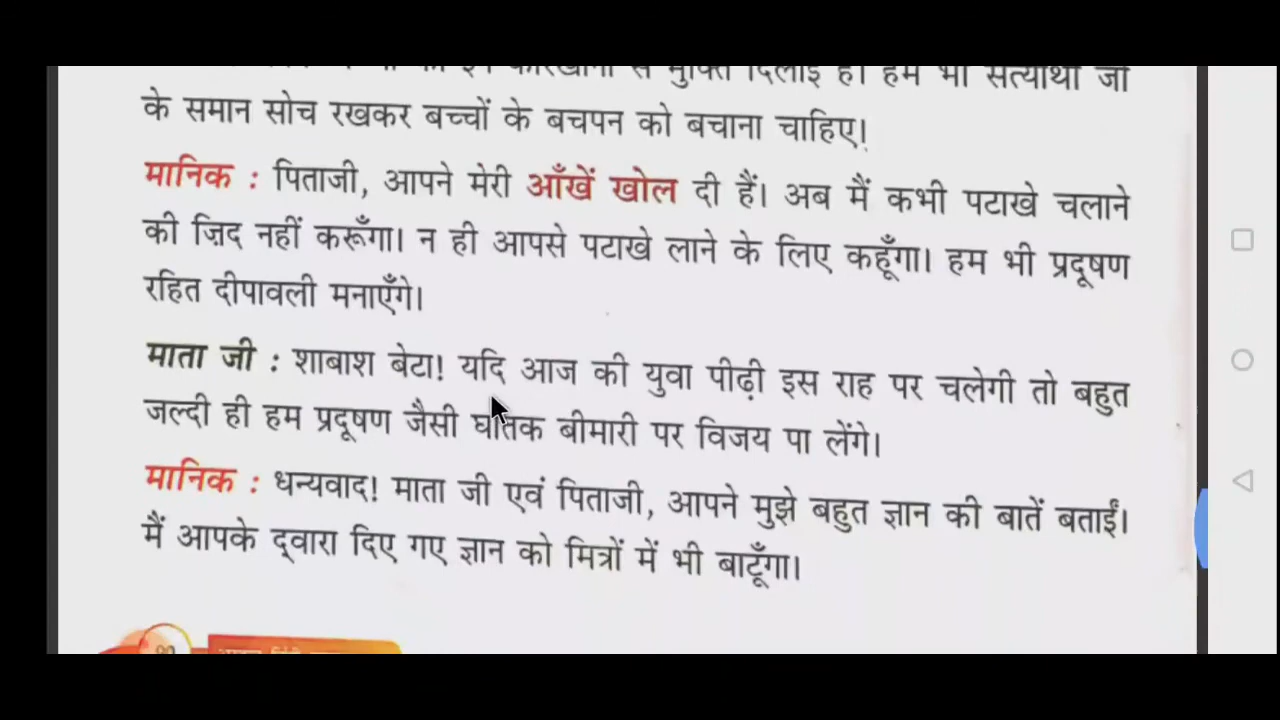 से मुक्ति दिलाई है। हम भी सत्यार्थी जी
के समान सोच रखकर बच्चों के बचपन को बचाना चाहिए!
मानिक : पिताजी, आपने मेरी आँखें खोल दी हैं। अब मैं कभी पटाखे चलाने
की ज़िद नहीं करूँगा। न ही आपसे पटाखे लाने के लिए कहूँगा। हम भी प्रदूषण
रहित दीपावली मनाएँगे।
माता जी : शाबाश बेटा! यदि आज की युवा पीढ़ी इस राह पर चलेगी तो बहुत
जल्दी ही हम प्रदूषण जैसी घातक बीमारी पर विजय पा लेंगे।
मानिक : धन्यवाद! माता जी एवं पिताजी, आपने मुझे बहुत ज्ञान की बातें बताईं।
मैं आपके द्वारा दिए गए ज्ञान को मित्रों में भी बाटूँगा।